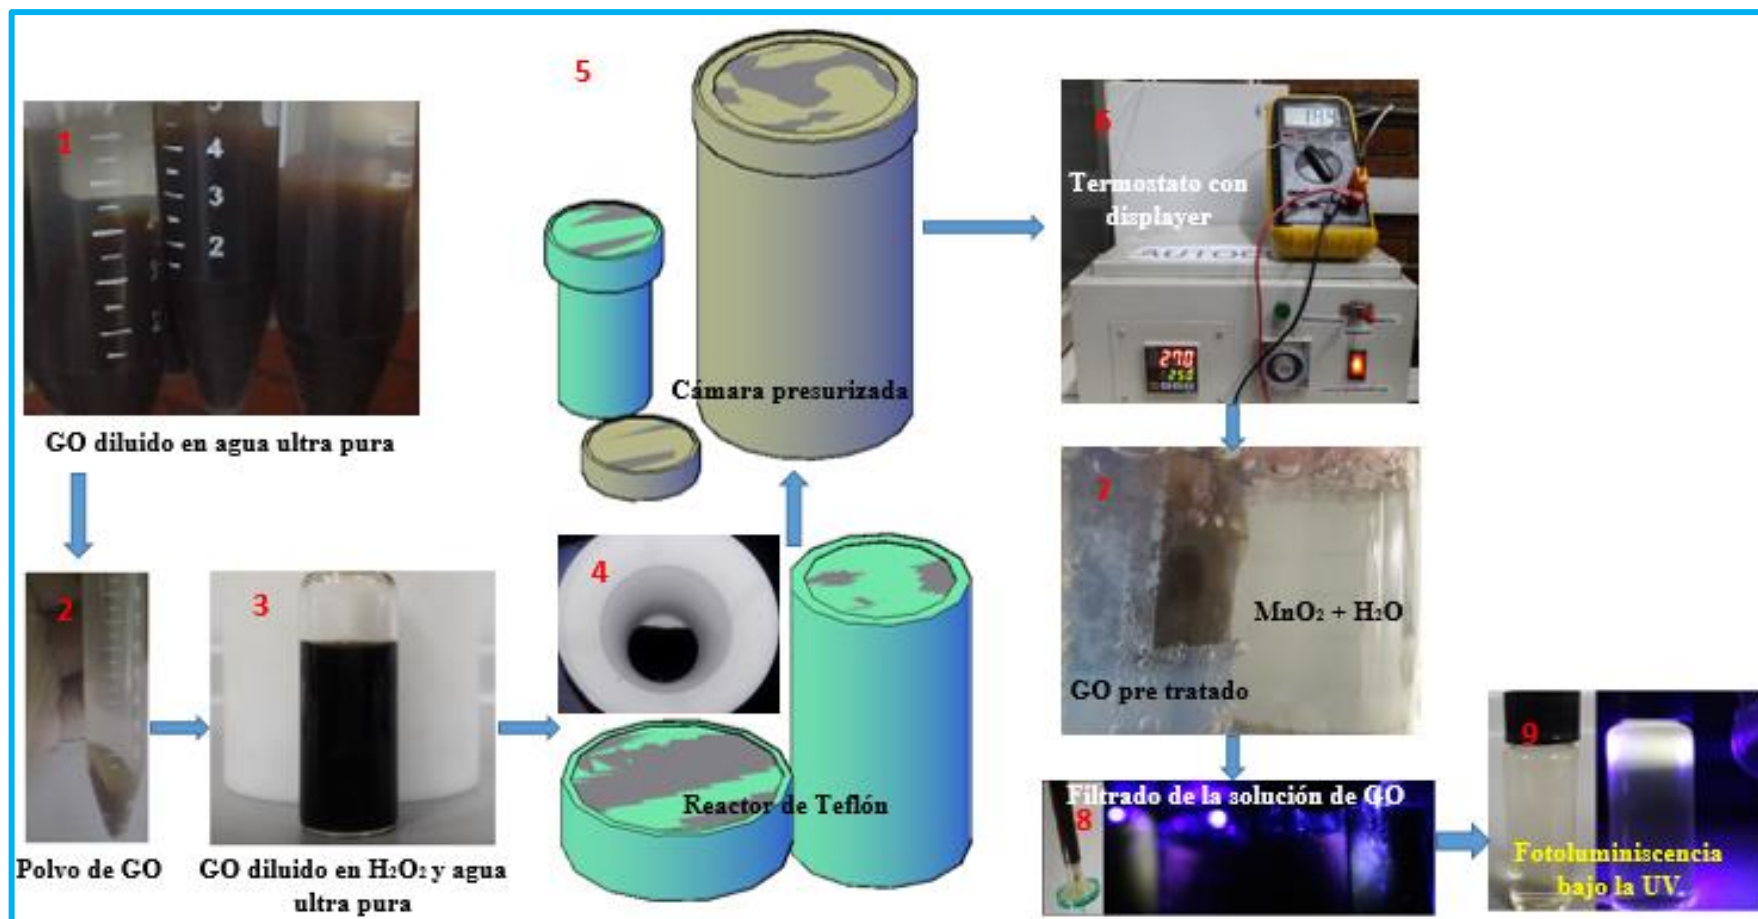 1
5
4
3
2
GO diluido en agua ultra pura
2
Polvo de GO
3
GO diluido en H₂O₂ y agua
ultra pura
4
Reactor de Teflón
5
Cámara presurizada
6
Termostato con
displayer
270
250
7
MnO₂ + H₂O
GO pre tratado
Filtrado de la solución de GO
8
9
Fotoluminiscencia
bajo la UV